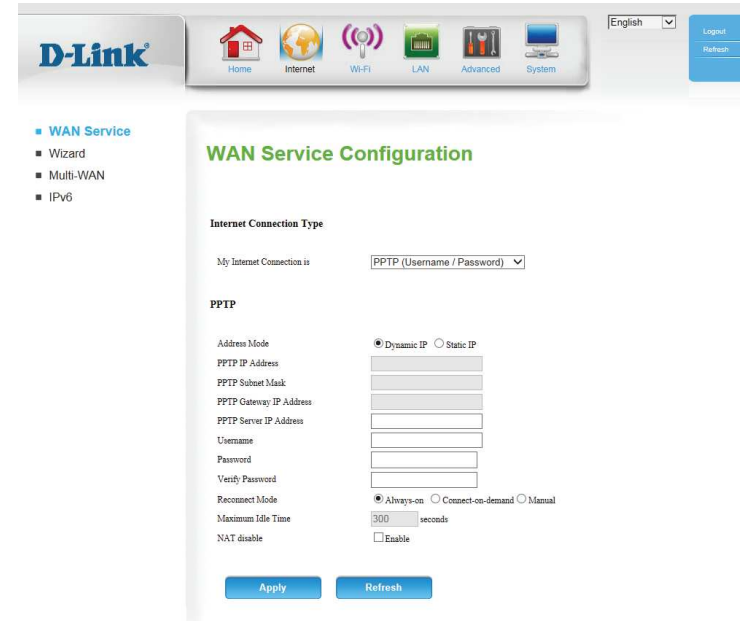 English
Logout
Refresh
D-Link
Home Internet Wi-Fi LAN Advanced System
WAN Service
Wizard
Multi-WAN
IPv6
WAN Service Configuration
Internet Connection Type
My Internet Connection is PPTP (Username / Password)
PPTP
Address Mode Dynamic IP Static IP
PPTP IP Address
PPTP Subnet Mask
PPTP Gateway IP Address
PPTP Server IP Address
Username
Password
Verify Password
Reconnect Mode Always-on Connect-on-demand Manual
Maximum Idle Time 300 seconds
NAT disable Enable
Apply Refresh